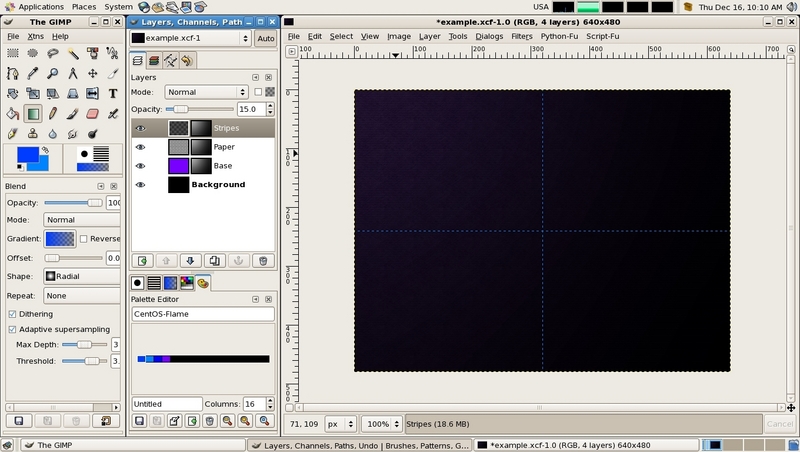 Applications Places System USA Thu Dec 16, 10:10 AM
The GIMP
File Xtns Help
Blend
Opacity: 100
Mode: Normal
Gradient: Reverse
Offset: 0.0
Shape: Radial
Repeat: None
Dithering
Adaptive supersampling
Max Depth: 3
Threshold: 3.
Layers, Channels, Path
example.xcf-1 Auto
Layers
Mode: Normal
Opacity: 15.0
Stripes
Paper
Base
Background
Palette Editor
CentOS-Flame
Untitled Columns: 16
*example.xcf-1.0 (RGB, 4 layers) 640x480
File Edit Select View Image Layer Tools Dialogs Filters Python-Fu Script-Fu
100 0 100 200 300 400 500 600 700
0
100
200
300
400
500
71, 109 px 100% Stripes (18.6 MB) Cancel
The GIMP
Layers, Channels, Paths, Undo | Brushes, Patterns, G...
*example.xcf-1.0 (RGB, 4 layers) 640x480